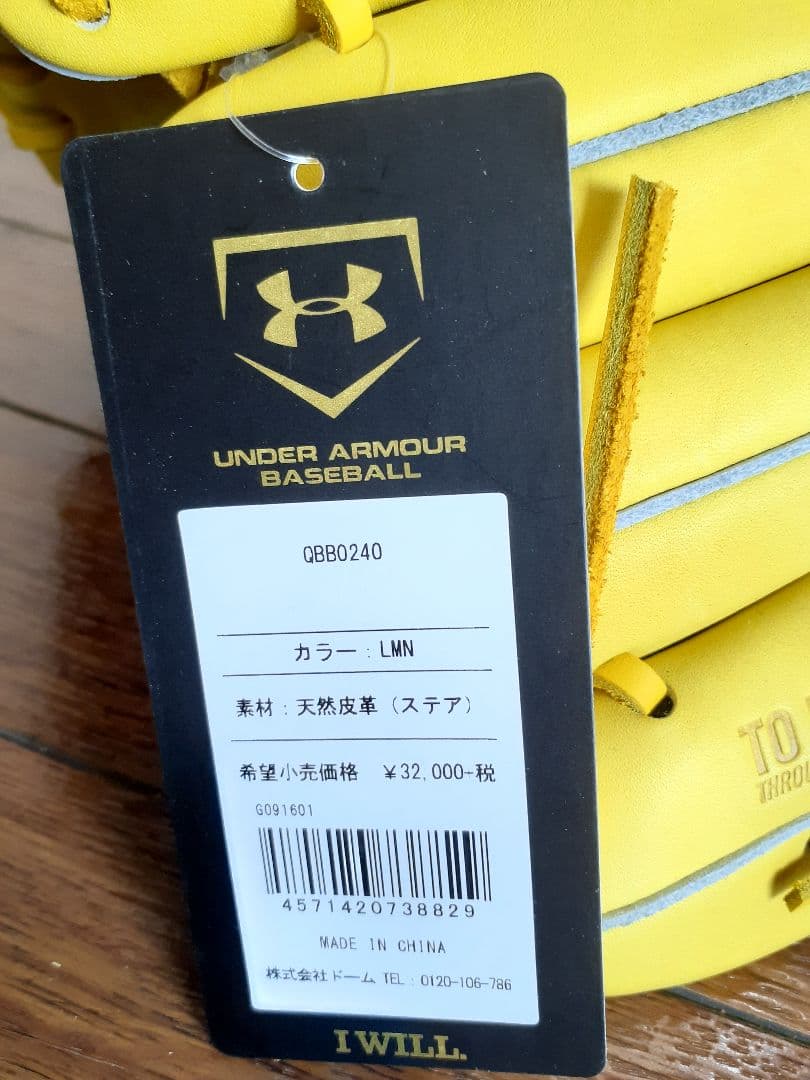 UNDER ARMOUR
BASEBALL
QBB0240
カラー：LMN
素材：天然皮革（ステア）
希望小売価格 ￥32,000+税
G091601
4571420738829
MADE IN CHINA
株式会社ドーム TEL：0120-106-786
I WILL.
TO